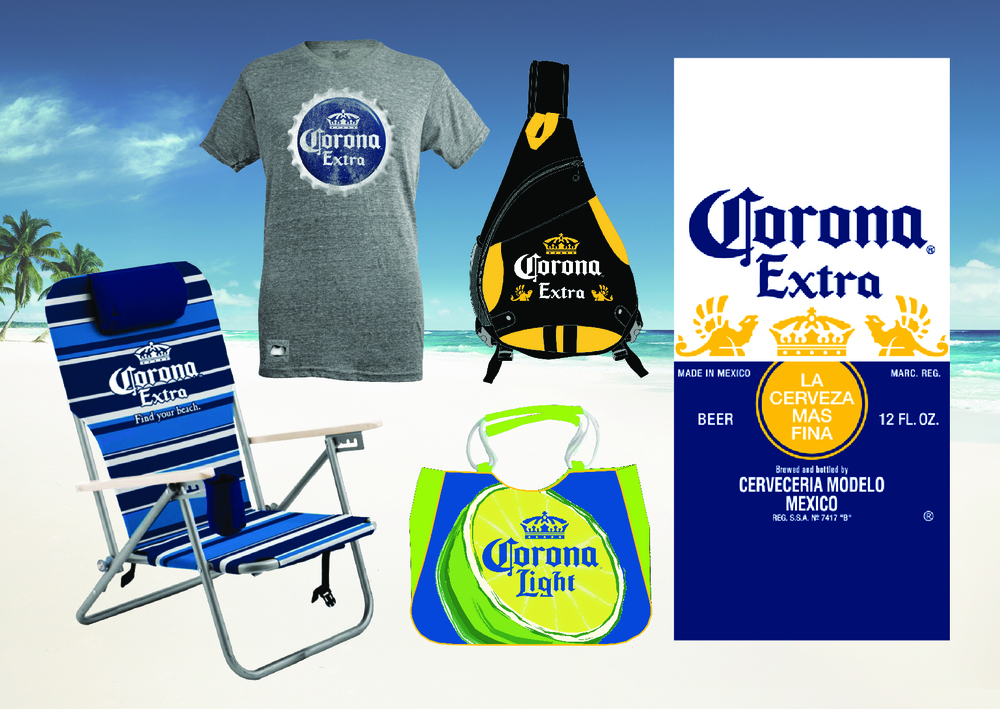 Corona
Extra
Corona
Extra
Corona®
Extra
MADE IN MEXICO
MARC. REG.
LA
CERVEZA
MAS
FINA
BEER
12 FL. OZ.
Brewed and bottled by
CERVECERIA MODELO
MEXICO
REG. S.S.A. Nº 7417 "B"
®
Corona
Extra
Find your beach.
Corona
Light